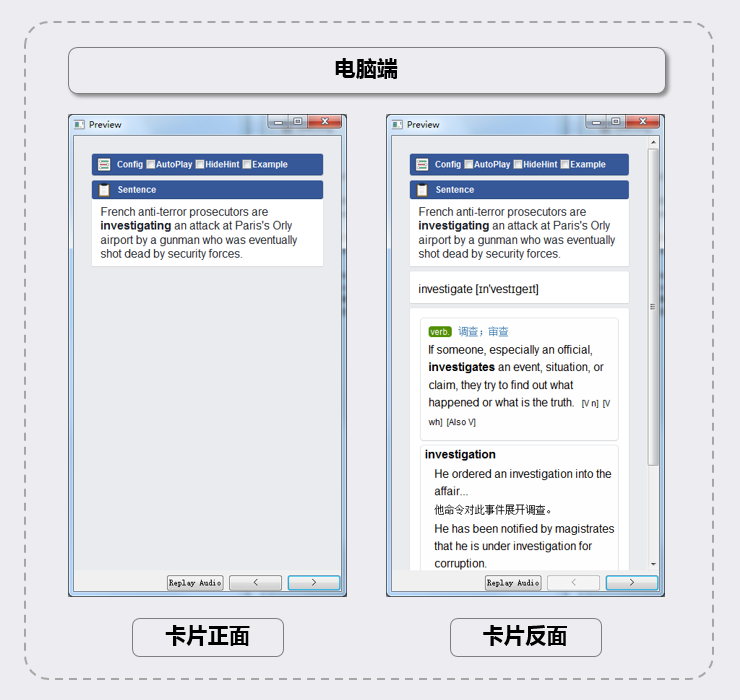 电脑端
Preview
Config AutoPlay HideHint Example
Sentence
French anti-terror prosecutors are
investigating an attack at Paris's Orly
airport by a gunman who was eventually
shot dead by security forces.
Replay Audio < >
卡片正面
Preview
Config AutoPlay HideHint Example
Sentence
French anti-terror prosecutors are
investigating an attack at Paris's Orly
airport by a gunman who was eventually
shot dead by security forces.
investigate [ɪn'vestɪgeɪt]
verb. 调查；审查
If someone, especially an official,
investigates an event, situation, or
claim, they try to find out what
happened or what is the truth. [V n] [V
wh] [Also V]
investigation
He ordered an investigation into the
affair...
他命令对此事件展开调查。
He has been notified by magistrates
that he is under investigation for
corruption.
Replay Audio < >
卡片反面